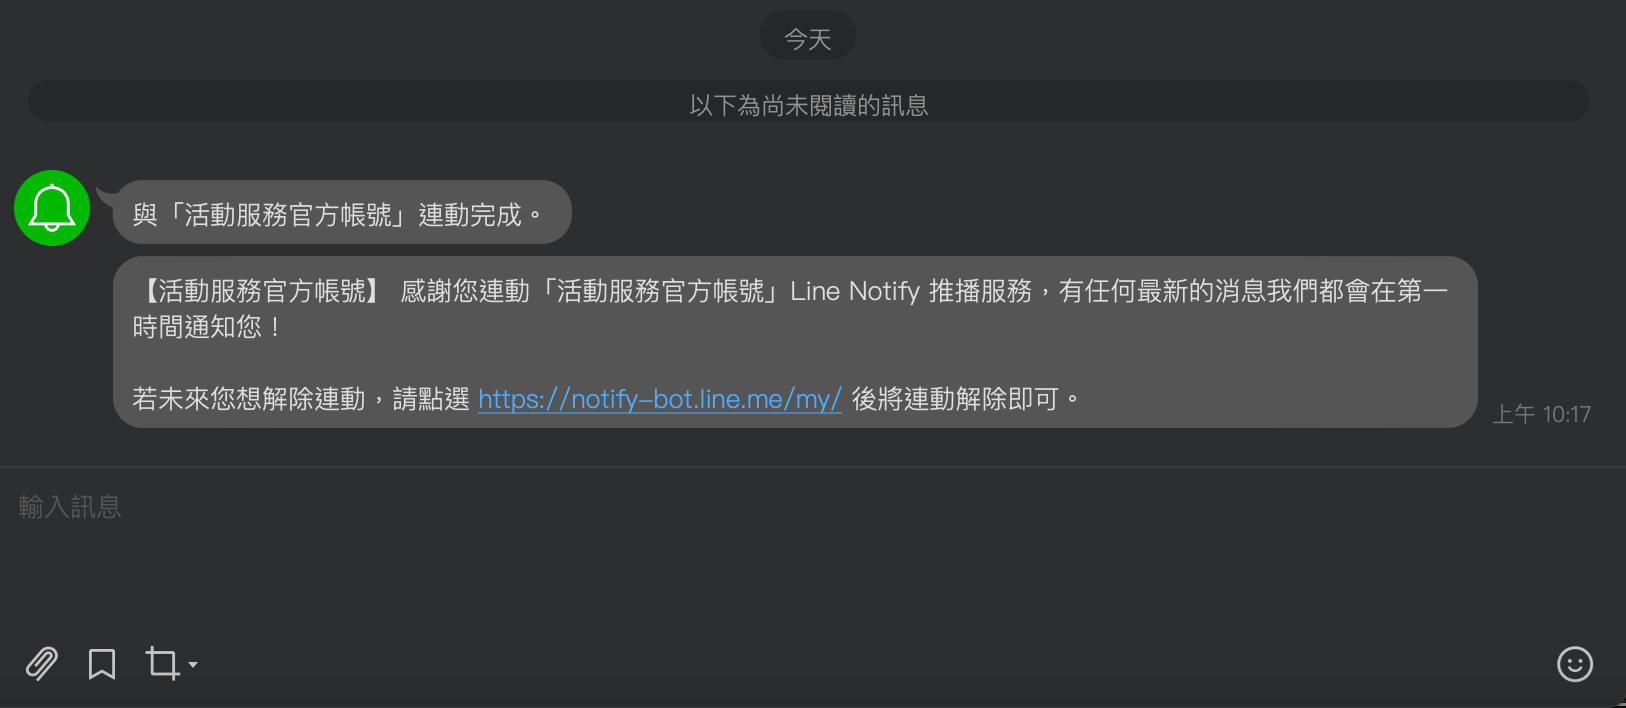 今天
以下為尚未閱讀的訊息
與「活動服務官方帳號」連動完成。
【活動服務官方帳號】 感謝您連動「活動服務官方帳號」Line Notify 推播服務，有任何最新的消息我們都會在第一
時間通知您！
若未來您想解除連動，請點選 https://notify-bot.line.me/my/ 後將連動解除即可。
上午 10:17
輸入訊息